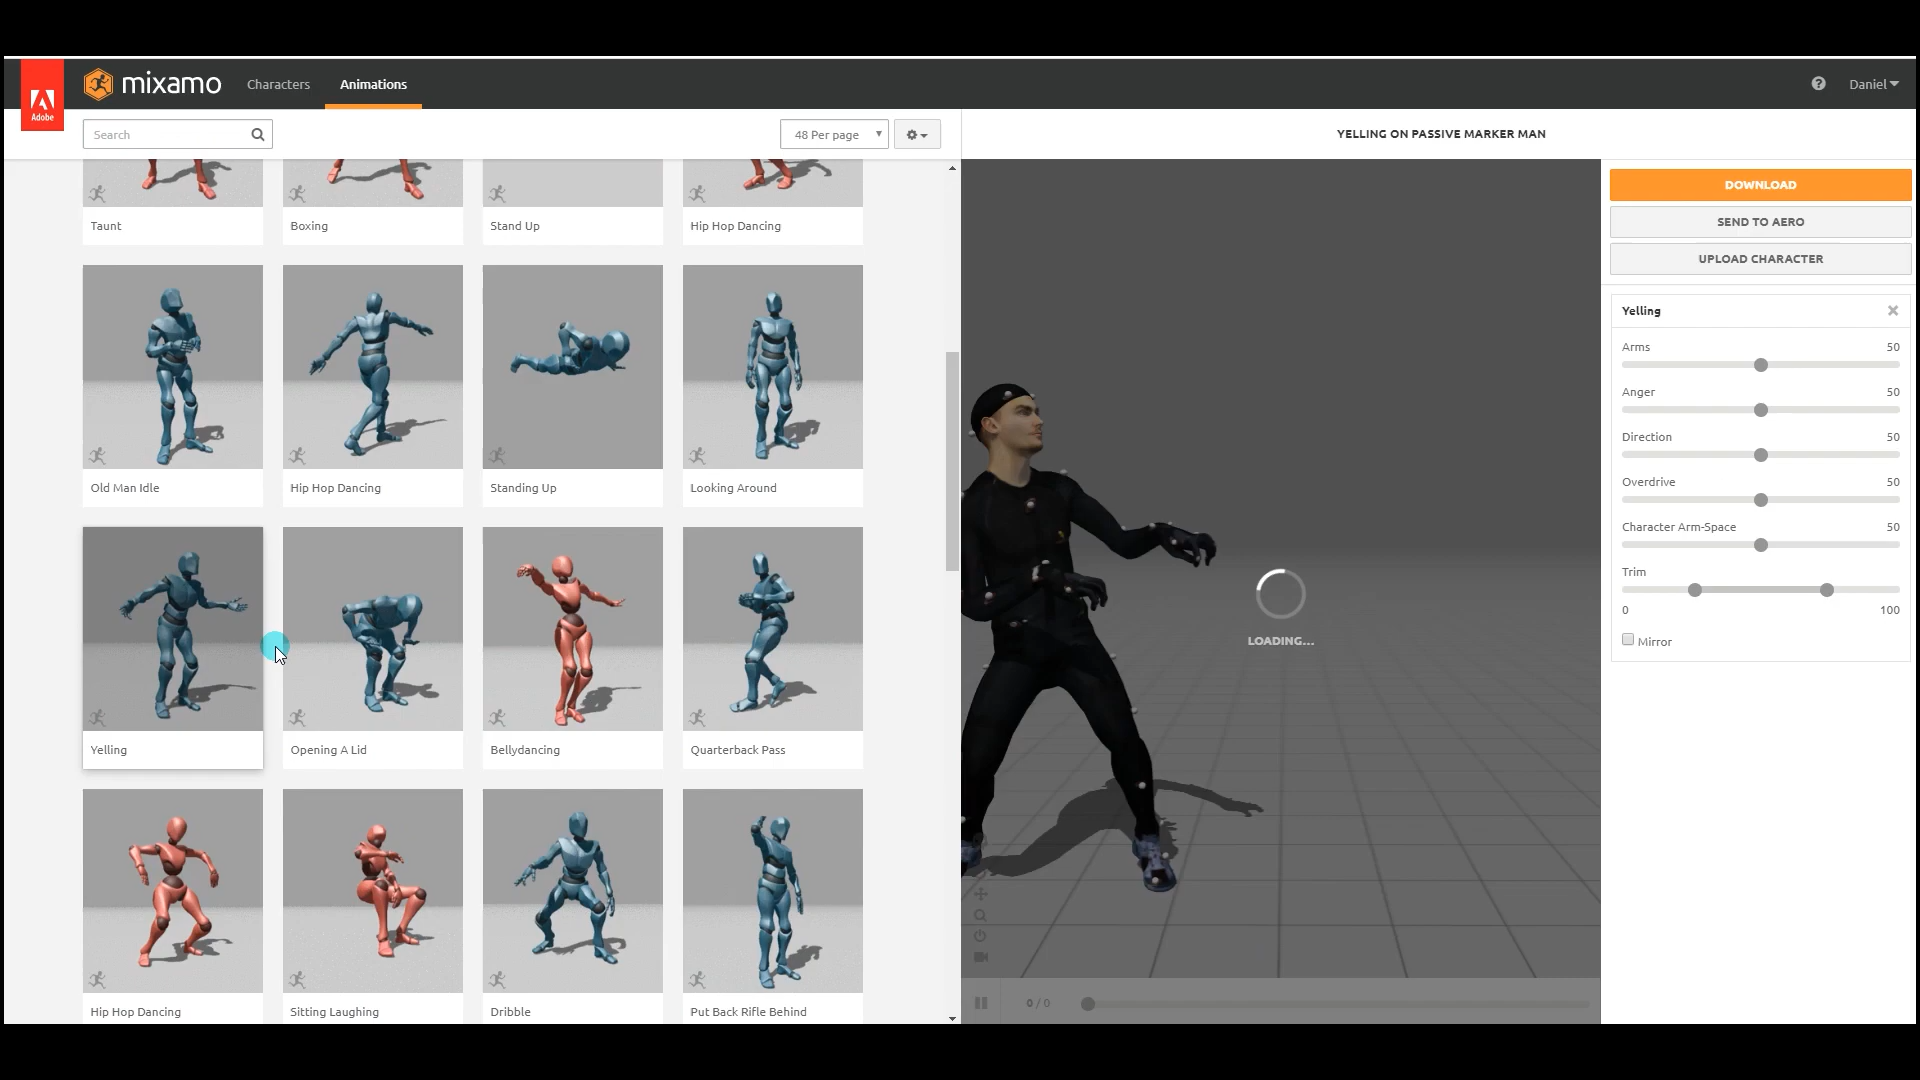 Adobe
mixamo
Characters
Animations
Daniel
Search
48 Per page
YELLING ON PASSIVE MARKER MAN
Taunt
Boxing
Stand Up
Hip Hop Dancing
Old Man Idle
Hip Hop Dancing
Standing Up
Looking Around
Yelling
Opening A Lid
Bellydancing
Quarterback Pass
Hip Hop Dancing
Sitting Laughing
Dribble
Put Back Rifle Behind
LOADING...
0 / 0
DOWNLOAD
SEND TO AERO
UPLOAD CHARACTER
Yelling
Arms 50
Anger 50
Direction 50
Overdrive 50
Character Arm-Space 50
Trim
0 100
Mirror